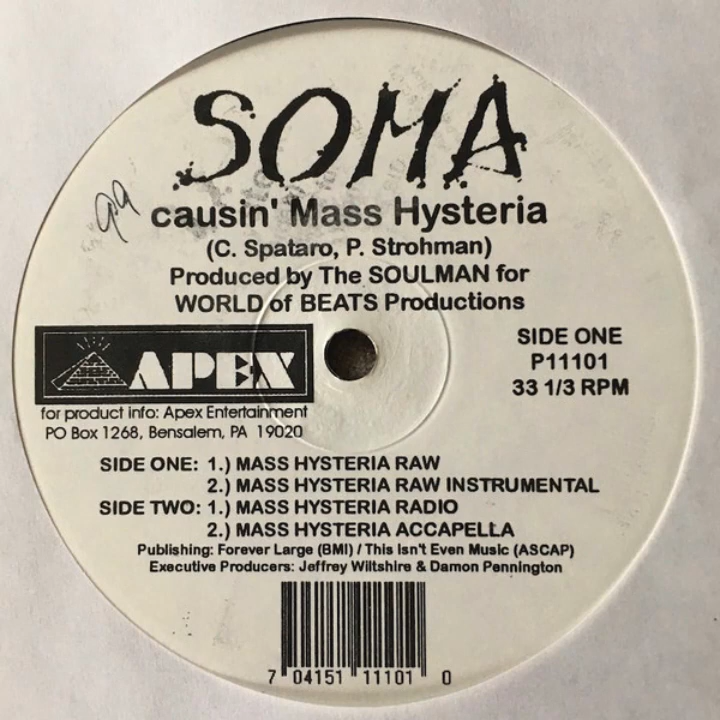 SOMA
99
causin' Mass Hysteria
(C. Spataro, P. Strohman)
Produced by The SOULMAN for
WORLD of BEATS Productions
APEX
for product info: Apex Entertainment
PO Box 1268, Bensalem, PA 19020
SIDE ONE
P11101
33 1/3 RPM
SIDE ONE: 1.) MASS HYSTERIA RAW
2.) MASS HYSTERIA RAW INSTRUMENTAL
SIDE TWO: 1.) MASS HYSTERIA RADIO
2.) MASS HYSTERIA ACCAPELLA
Publishing: Forever Large (BMI) / This Isn't Even Music (ASCAP)
Executive Producers: Jeffrey Wiltshire & Damon Pennington
7 04151 11101 0